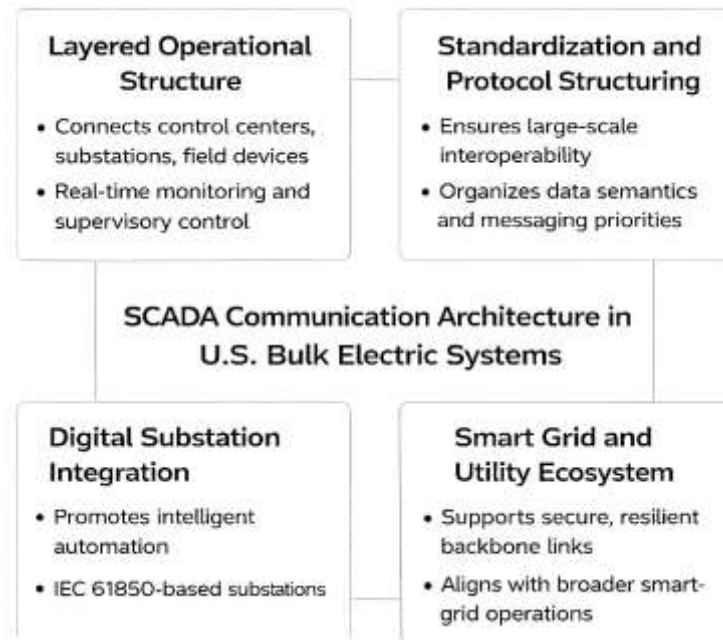 Layered Operational
Structure
• Connects control centers,
substations, field devices
• Real-time monitoring and
supervisory control
Standardization and
Protocol Structuring
• Ensures large-scale
interoperability
• Organizes data semantics
and messaging priorities
SCADA Communication Architecture in
U.S. Bulk Electric Systems
Digital Substation
Integration
• Promotes intelligent
automation
• IEC 61850-based substations
Smart Grid and
Utility Ecosystem
• Supports secure, resilient
backbone links
• Aligns with broader smart-
grid operations